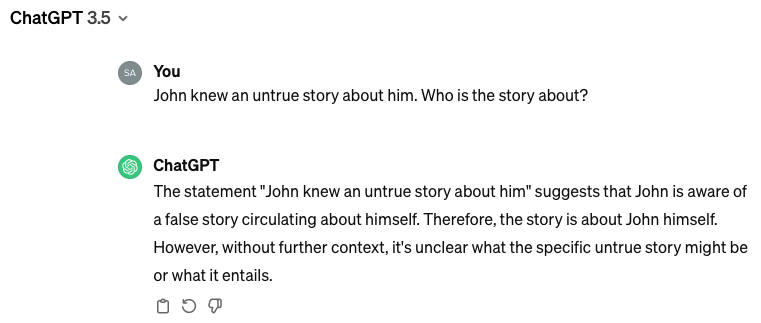 ChatGPT 3.5
SA
You
John knew an untrue story about him. Who is the story about?
ChatGPT
The statement "John knew an untrue story about him" suggests that John is aware of
a false story circulating about himself. Therefore, the story is about John himself.
However, without further context, it's unclear what the specific untrue story might be
or what it entails.